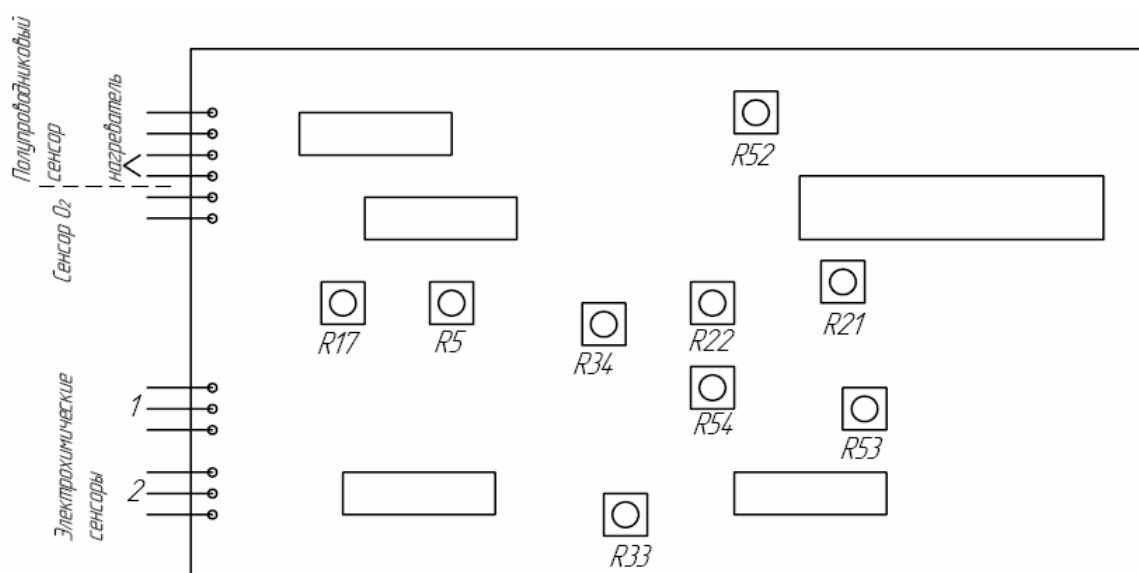 Полупроводниковый
сенсор
нагреватель
Сенсор O₂
Электрохимические
сенсоры
1
2
R52
R17
R5
R34
R22
R21
R54
R53
R33